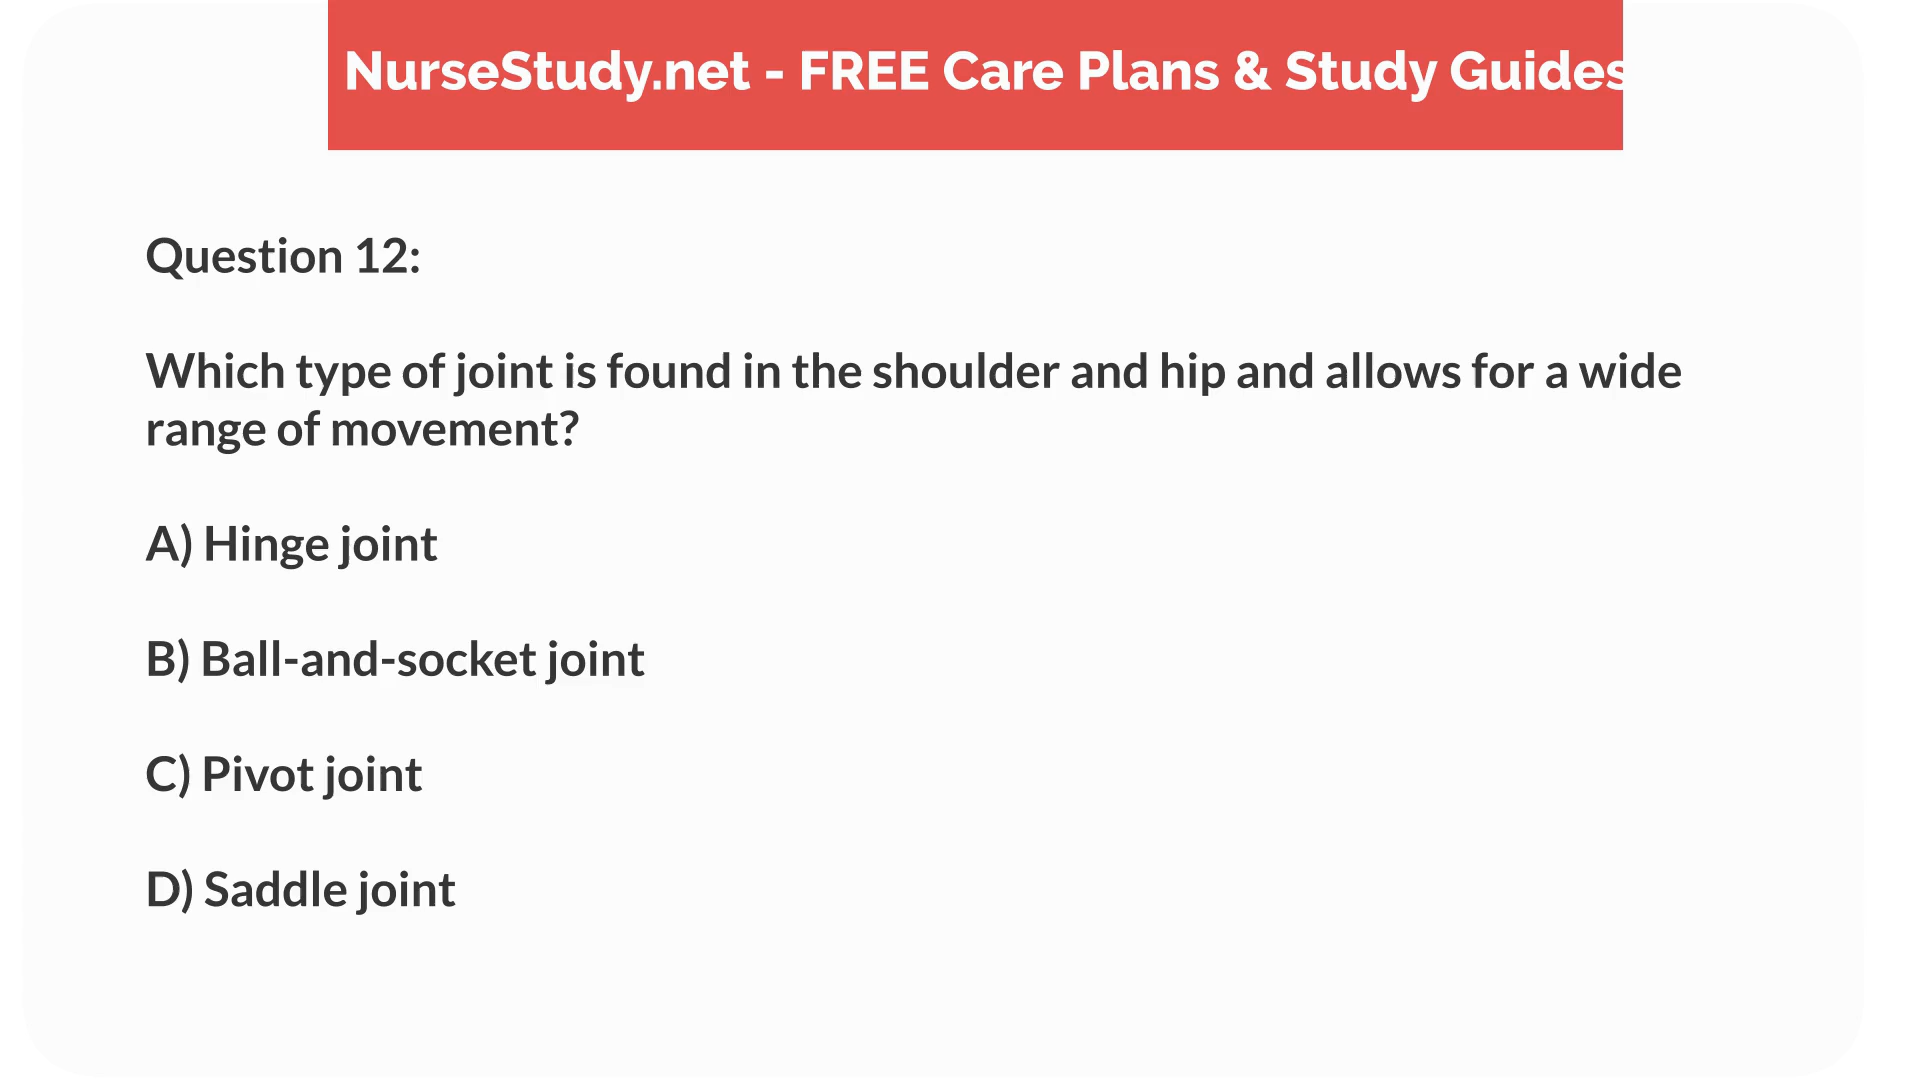 NurseStudy.net - FREE Care Plans & Study Guides
Question 12:
Which type of joint is found in the shoulder and hip and allows for a wide
range of movement?
A) Hinge joint
B) Ball-and-socket joint
C) Pivot joint
D) Saddle joint